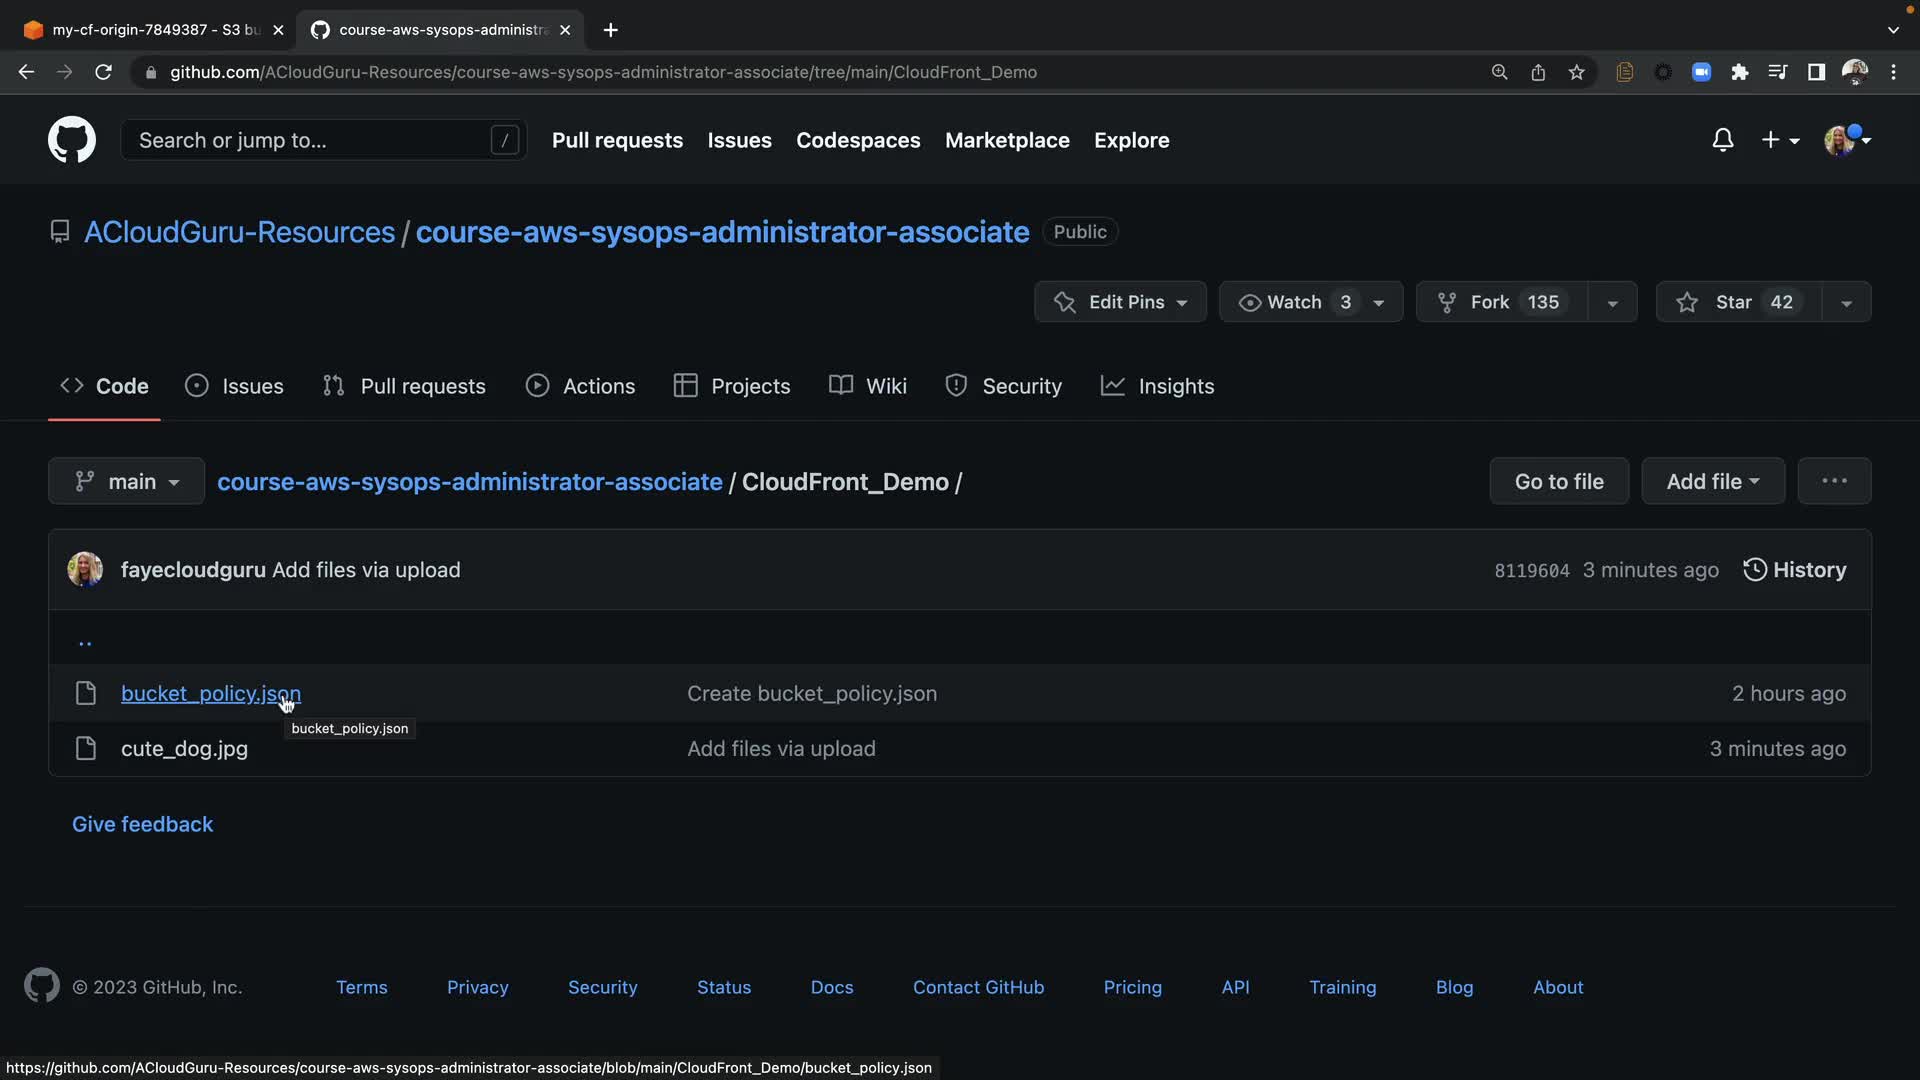 my-cf-origin-7849387 - S3 bu
course-aws-sysops-administra
github.com/ACloudGuru-Resources/course-aws-sysops-administrator-associate/tree/main/CloudFront_Demo
Search or jump to...
/
Pull requests
Issues
Codespaces
Marketplace
Explore
ACloudGuru-Resources / course-aws-sysops-administrator-associate
Public
Edit Pins
Watch 3
Fork 135
Star 42
Code
Issues
Pull requests
Actions
Projects
Wiki
Security
Insights
main
course-aws-sysops-administrator-associate / CloudFront_Demo /
Go to file
Add file
...
fayecloudguru Add files via upload
8119604 3 minutes ago
History
..
bucket_policy.json
Create bucket_policy.json
2 hours ago
bucket_policy.json
cute_dog.jpg
Add files via upload
3 minutes ago
Give feedback
© 2023 GitHub, Inc.
Terms
Privacy
Security
Status
Docs
Contact GitHub
Pricing
API
Training
Blog
About
https://github.com/ACloudGuru-Resources/course-aws-sysops-administrator-associate/blob/main/CloudFront_Demo/bucket_policy.json